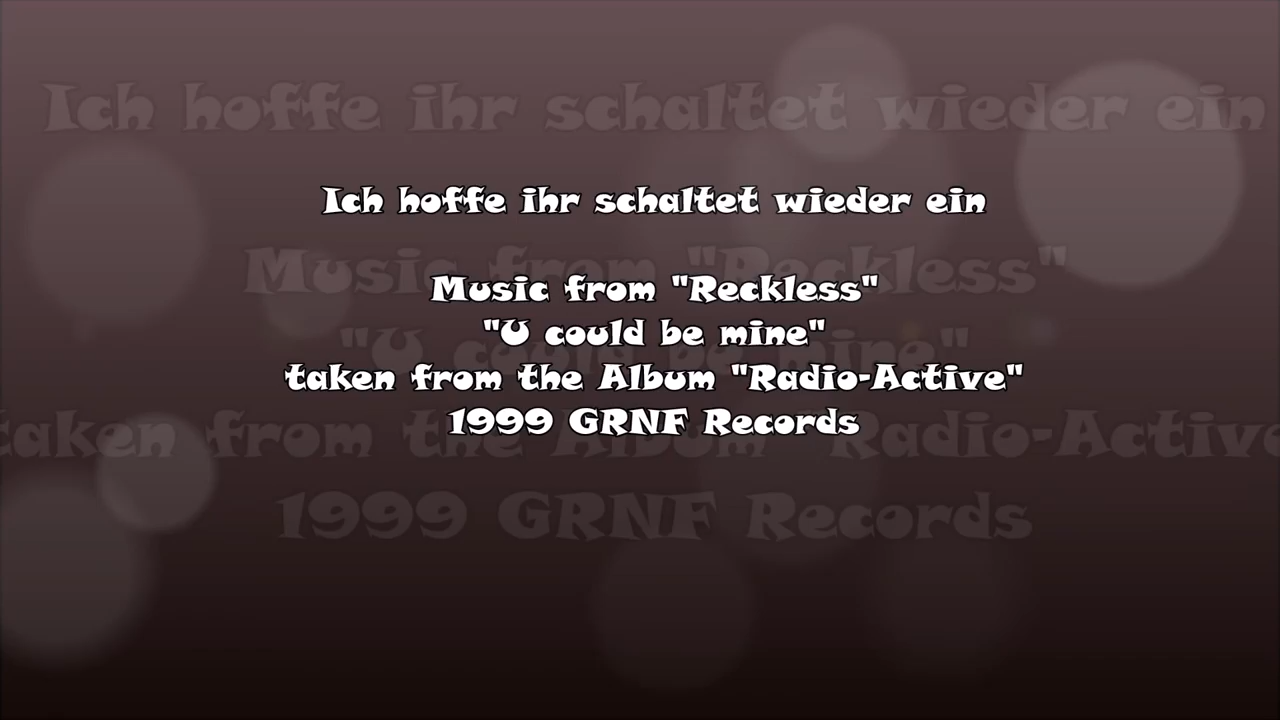 Ich hoffe ihr schaltet wieder ein
Music from "Reckless"
"U could be mine"
taken from the Album "Radio-Active"
1999 GRNF Records